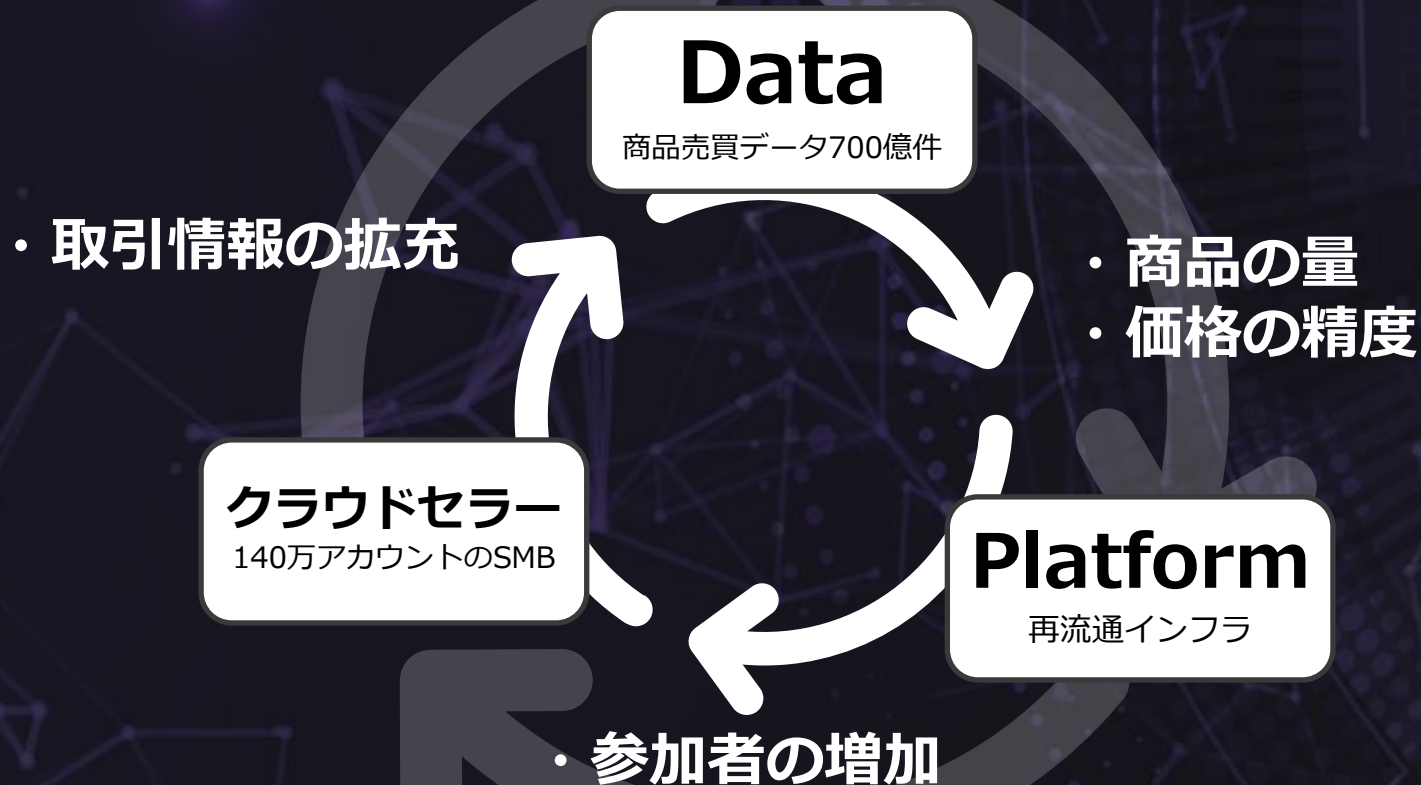 Data
商品売買データ700億件
・取引情報の拡充
・商品の量
・価格の精度
クラウドセラー
140万アカウントのSMB
Platform
再流通インフラ
・参加者の増加